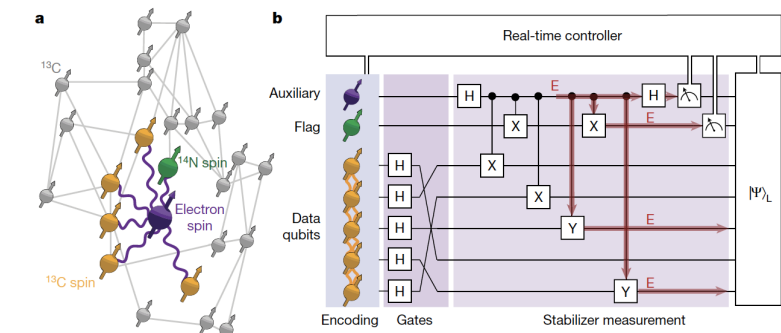 a
¹³C
¹⁴N spin
Electron
spin
¹³C spin
b
Real-time controller
Auxiliary
Flag
Data
qubits
H
E
H
E
X
X
H
X
H
X
H
Y
E
H
H
Y
E
|Ψ⟩L
Encoding
Gates
Stabilizer measurement